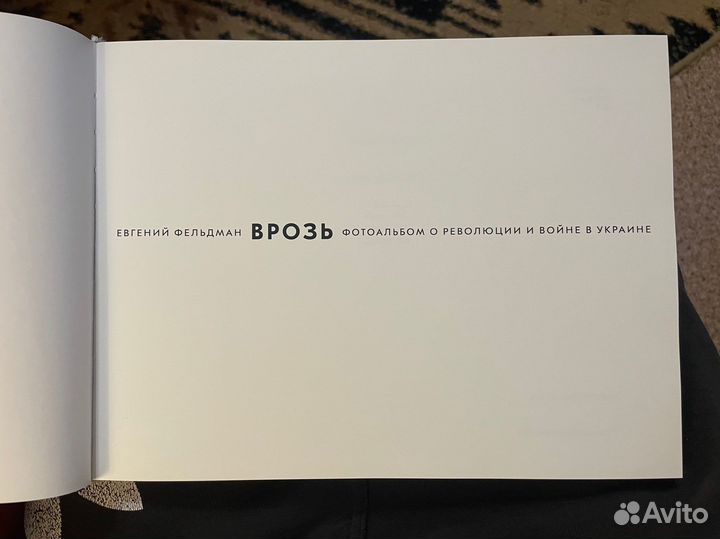 ЕВГЕНИЙ ФЕЛЬДМАН ВРОЗЬ ФОТОАЛЬБОМ О РЕВОЛЮЦИИ И ВОЙНЕ В УКРАИНЕ
Avito